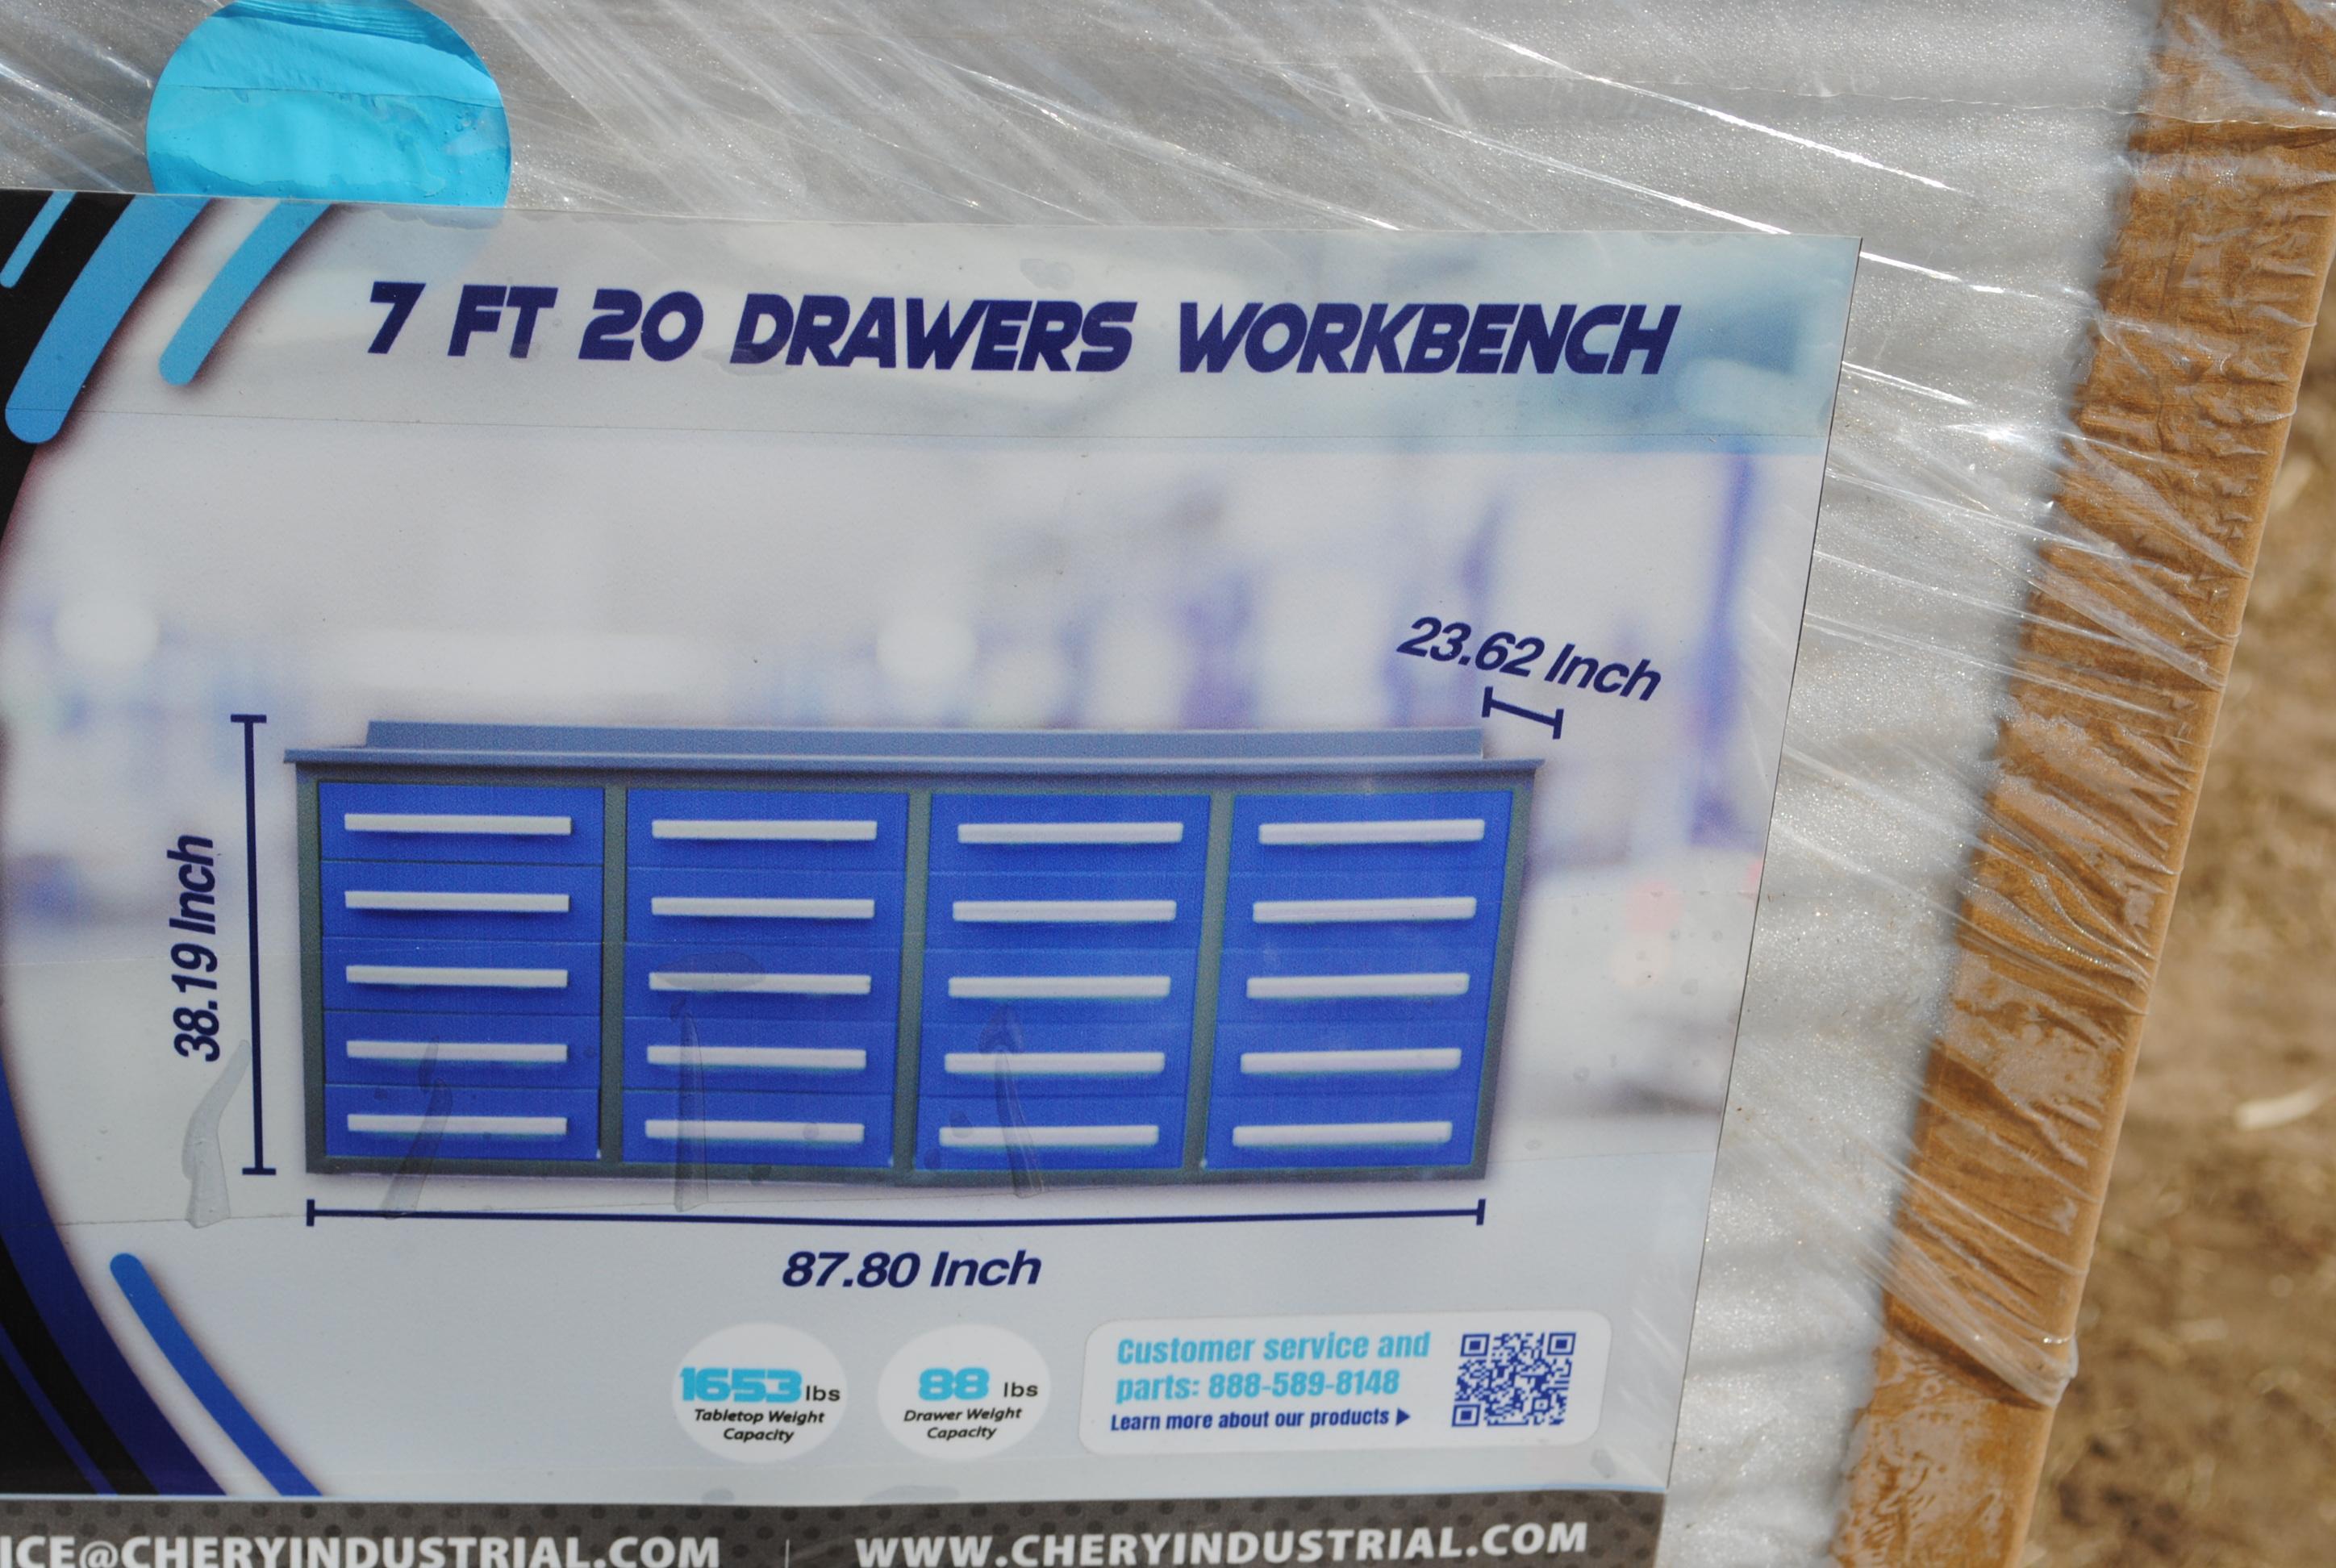 7 FT 20 DRAWERS WORKBENCH
23.62 Inch
38.19 Inch
87.80 Inch
1653 lbs
Tabletop Weight
Capacity
88 lbs
Drawer Weight
Capacity
Customer service and
parts: 888-589-8148
Learn more about our products
ICE@CHERYINDUSTRIAL.COM | WWW.CHERYINDUSTRIAL.COM